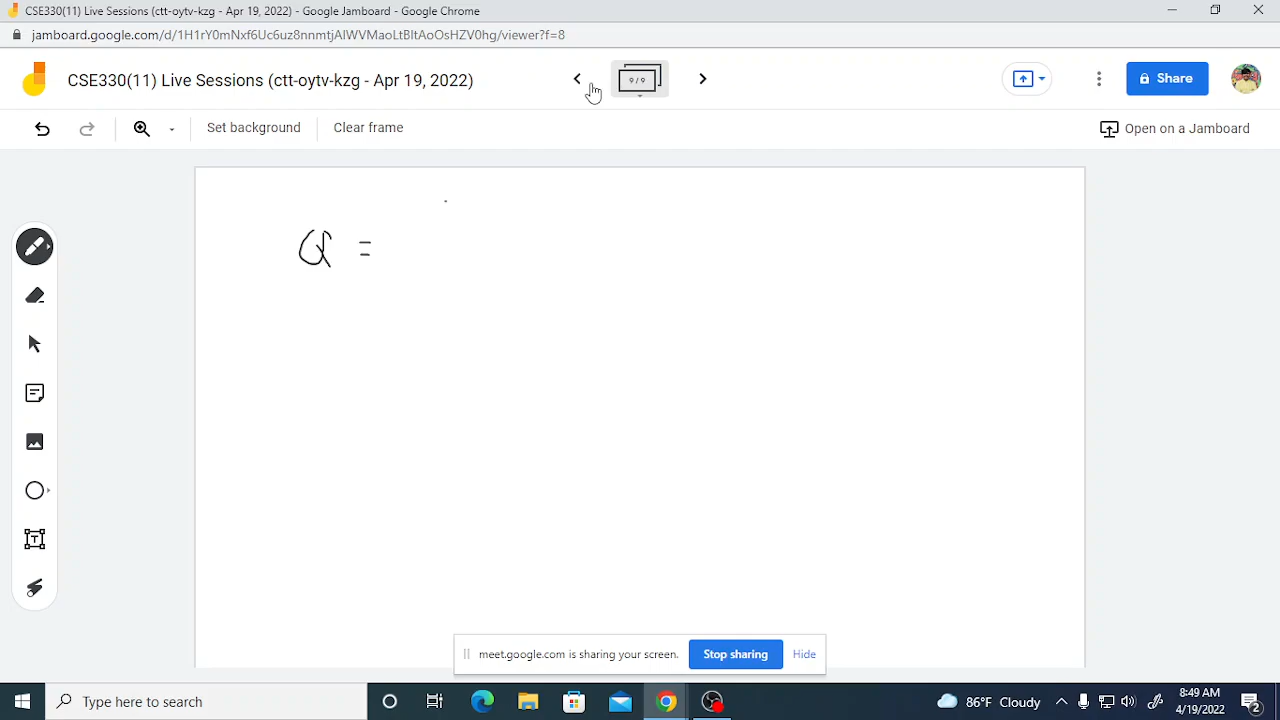 CSE330(11) Live Sessions (ctt-oytv-kzg - Apr 19, 2022) - Google Jamboard - Google Chrome
jamboard.google.com/d/1H1rY0mNxf6Uc6uz8nnmtjAIWVMaoLtBltAoOsHZV0hg/viewer?f=8
CSE330(11) Live Sessions (ctt-oytv-kzg - Apr 19, 2022)
9/9
Share
Set background
Clear frame
Open on a Jamboard
Q =
meet.google.com is sharing your screen.
Stop sharing
Hide
Type here to search
86°F Cloudy
8:49 AM
4/19/2022
2